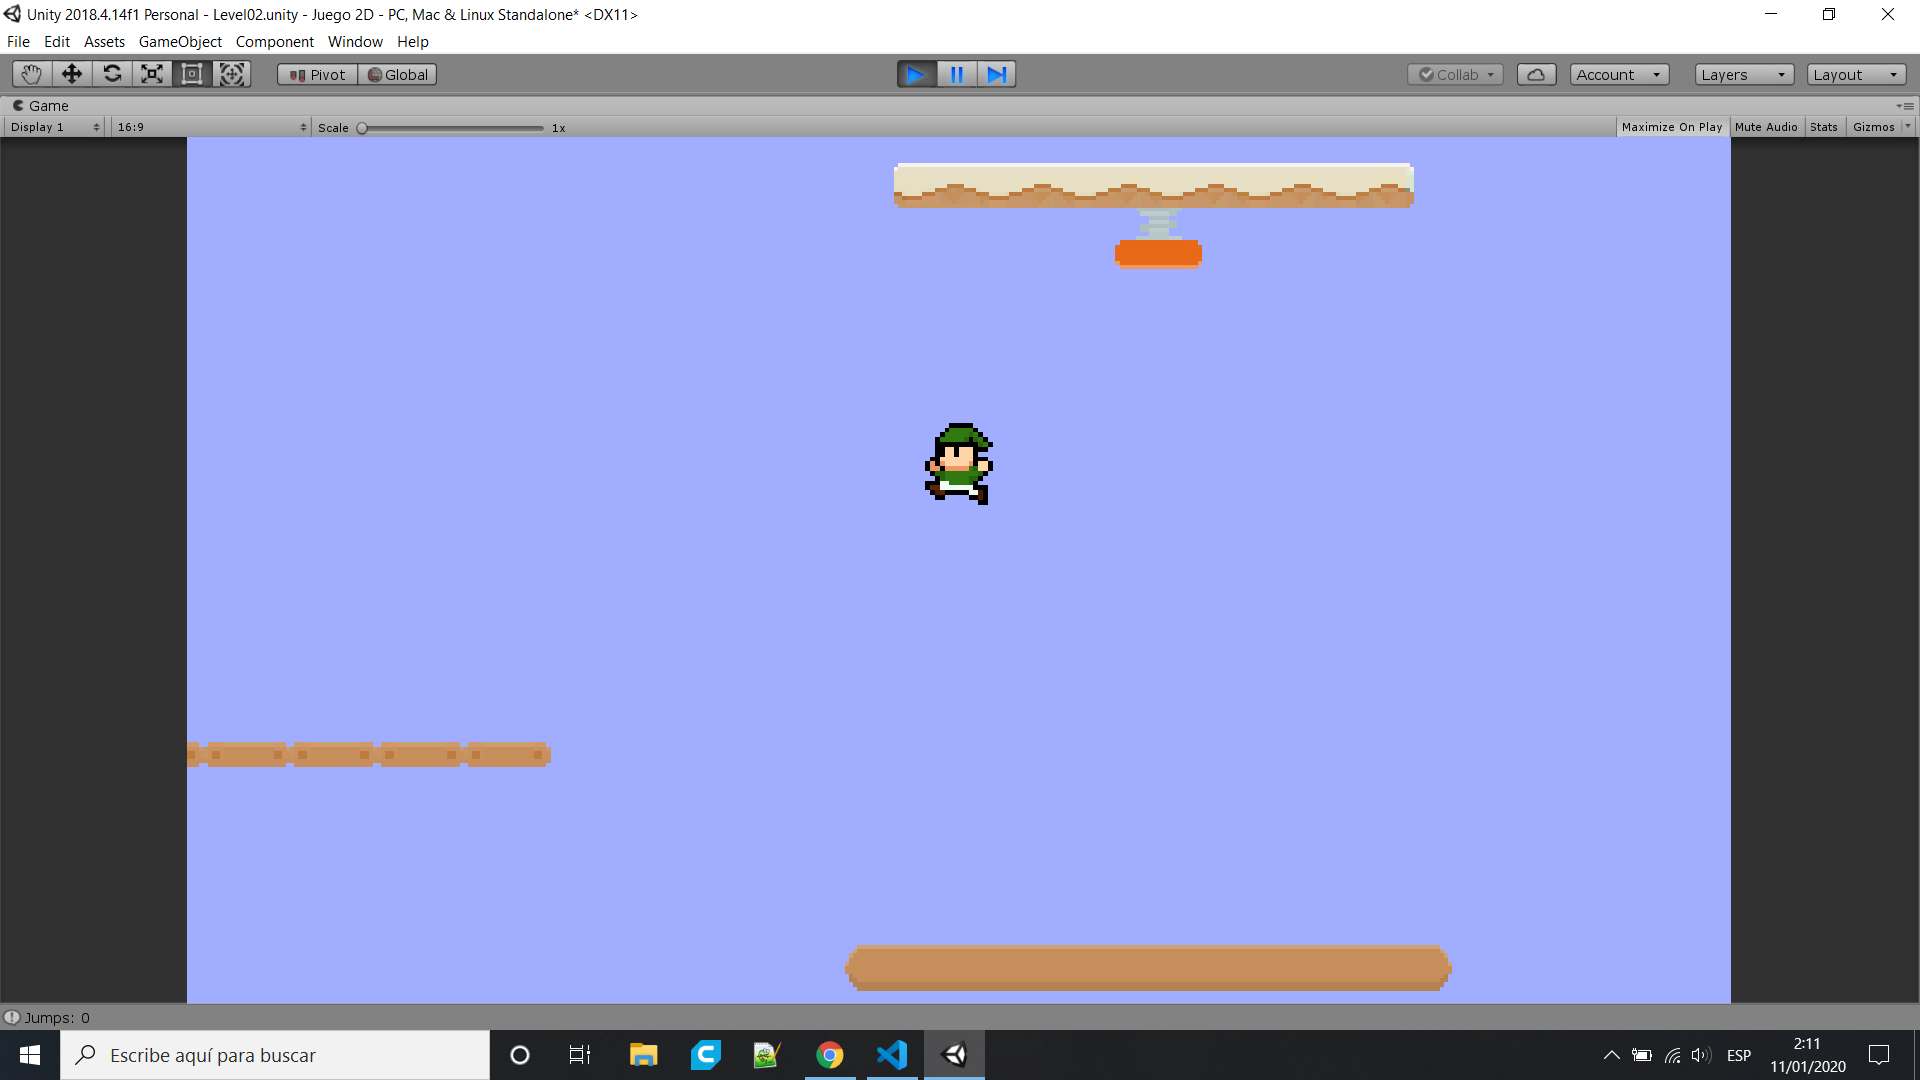 Unity 2018.4.14f1 Personal - Level02.unity - Juego 2D - PC, Mac & Linux Standalone* <DX11>
File Edit Assets GameObject Component Window Help
Pivot Global Collab Account Layers Layout
Game
Display 1 16:9 Scale 1x Maximize On Play Mute Audio Stats Gizmos
Jumps: 0
Escribe aquí para buscar ESP 2:11
11/01/2020